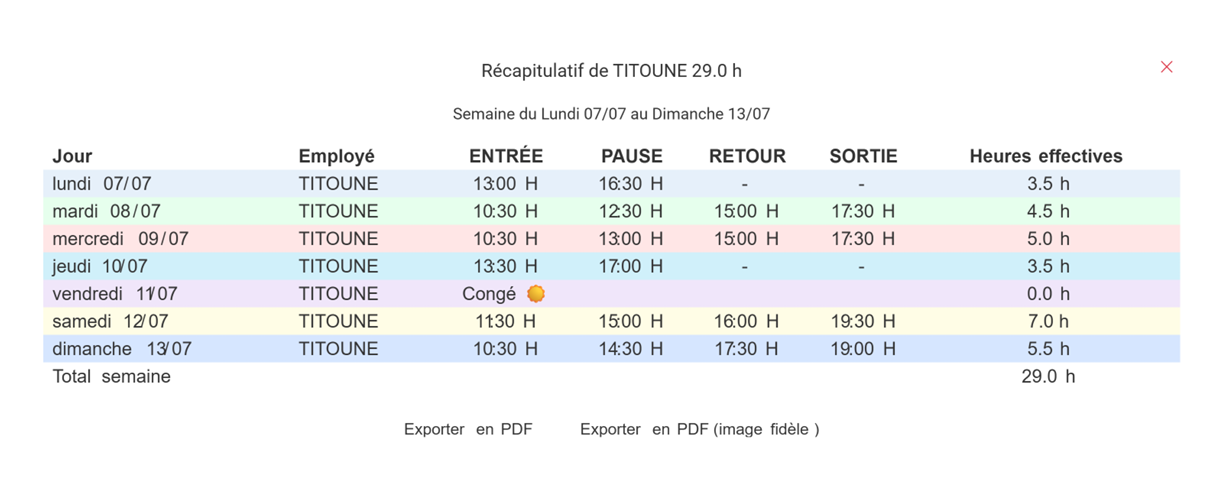 Récapitulatif de TITOUNE 29.0 h
Semaine du Lundi 07/07 au Dimanche 13/07
Jour Employé ENTRÉE PAUSE RETOUR SORTIE Heures effectives
lundi 07/07 TITOUNE 13:00 H 16:30 H - - 3.5 h
mardi 08/07 TITOUNE 10:30 H 12:30 H 15:00 H 17:30 H 4.5 h
mercredi 09/07 TITOUNE 10:30 H 13:00 H 15:00 H 17:30 H 5.0 h
jeudi 10/07 TITOUNE 13:30 H 17:00 H - - 3.5 h
vendredi 11/07 TITOUNE Congé 0.0 h
samedi 12/07 TITOUNE 11:30 H 15:00 H 16:00 H 19:30 H 7.0 h
dimanche 13/07 TITOUNE 10:30 H 14:30 H 17:30 H 19:00 H 5.5 h
Total semaine 29.0 h
Exporter en PDF Exporter en PDF (image fidèle )